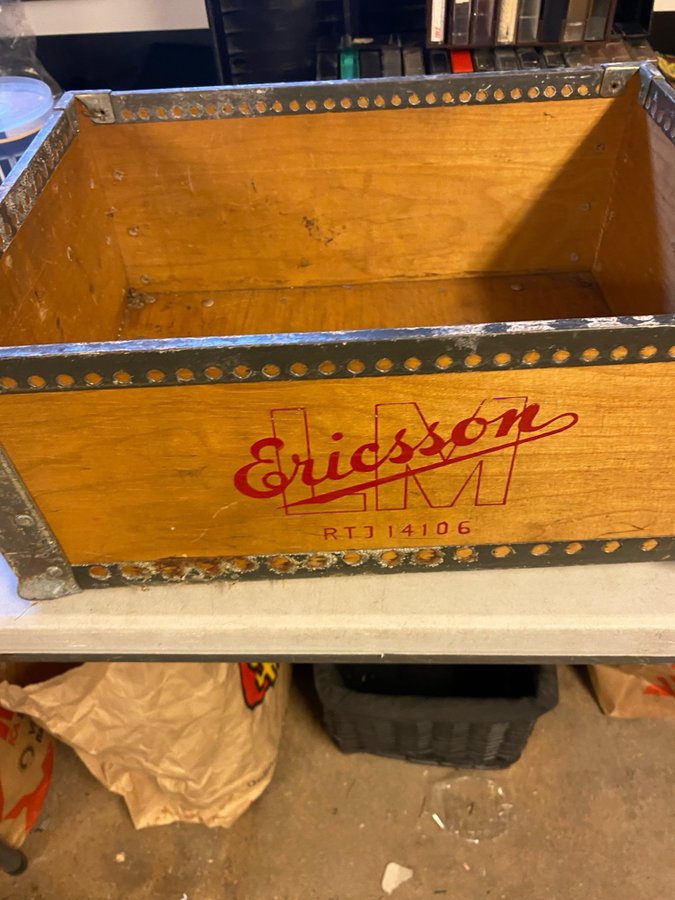 LM
Ericsson
RTJ 14106